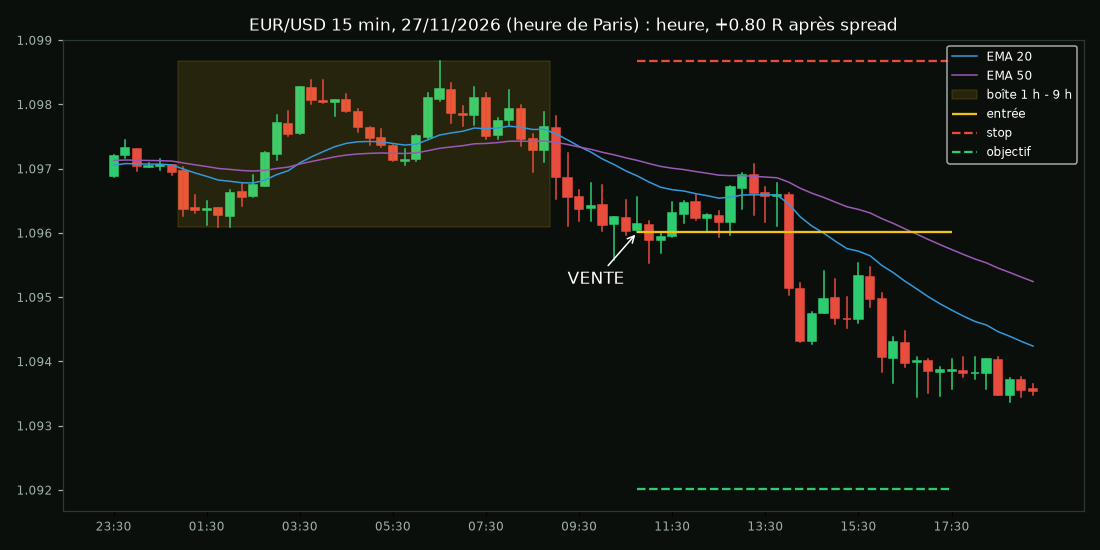 EUR/USD 15 min, 27/11/2026 (heure de Paris) : heure, +0.80 R après spread
1.099
1.098
1.097
1.096
1.095
1.094
1.093
1.092
EMA 20
EMA 50
boîte 1 h - 9 h
entrée
stop
objectif
VENTE
23:30
01:30
03:30
05:30
07:30
09:30
11:30
13:30
15:30
17:30